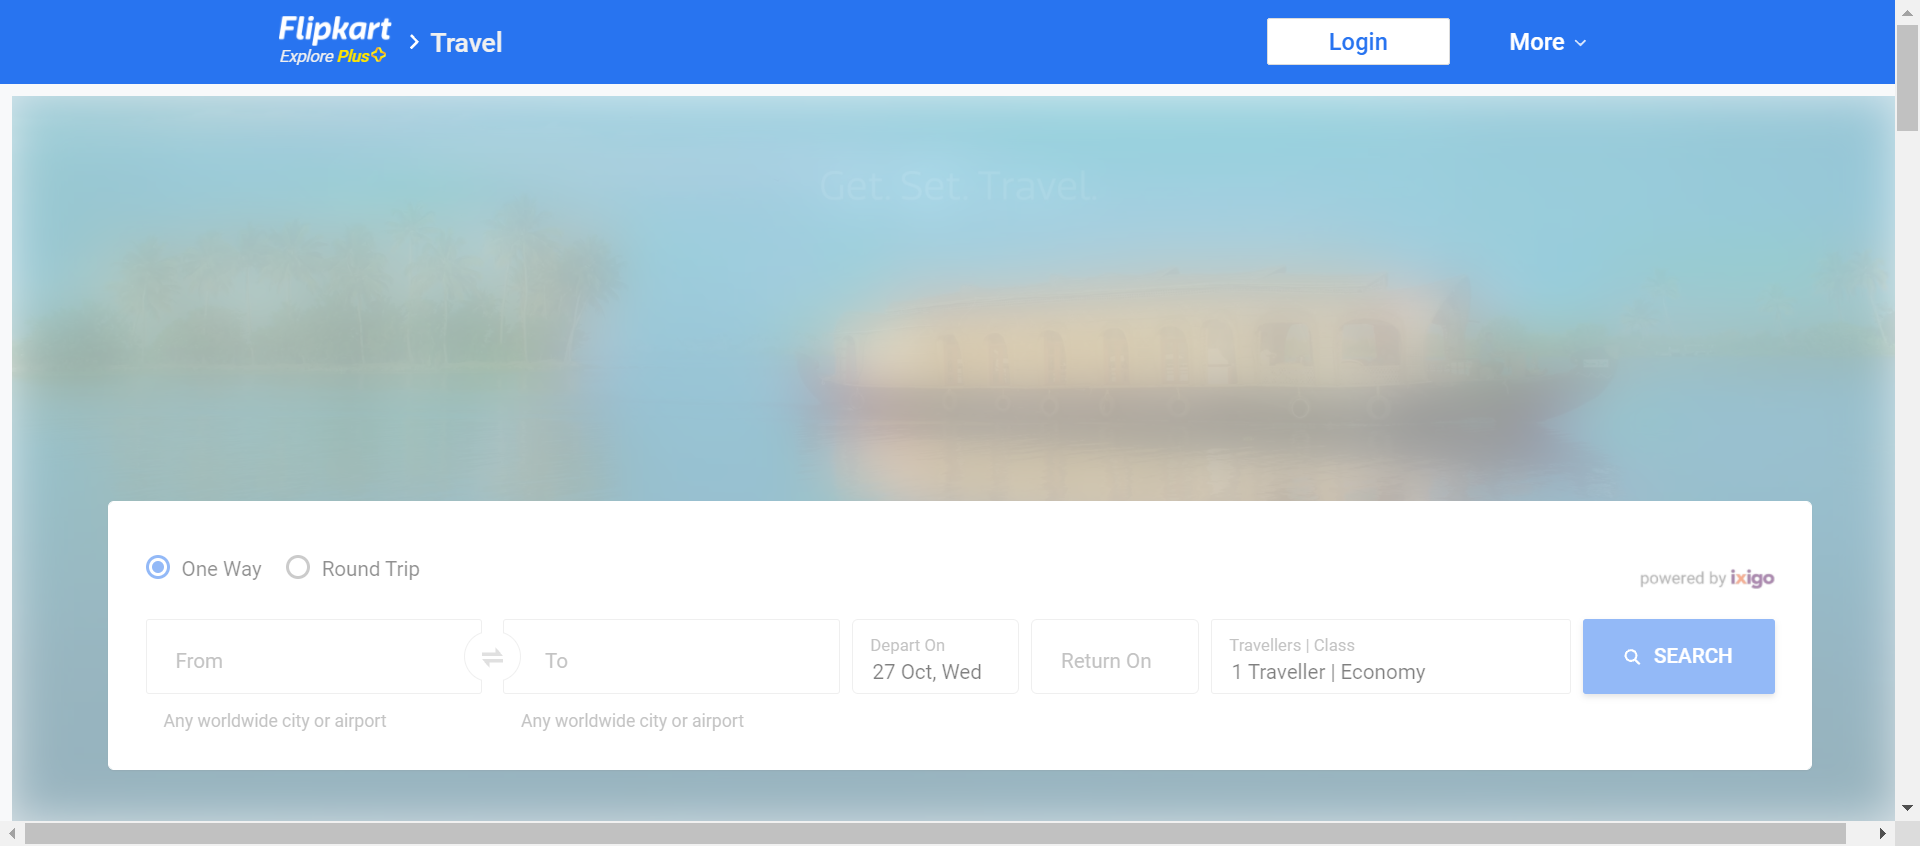 Flipkart
Explore Plus
Travel
Login
More
Get. Set. Travel.
One Way
Round Trip
powered by ixigo
From
To
Depart On
27 Oct, Wed
Return On
Travellers | Class
1 Traveller | Economy
SEARCH
Any worldwide city or airport
Any worldwide city or airport